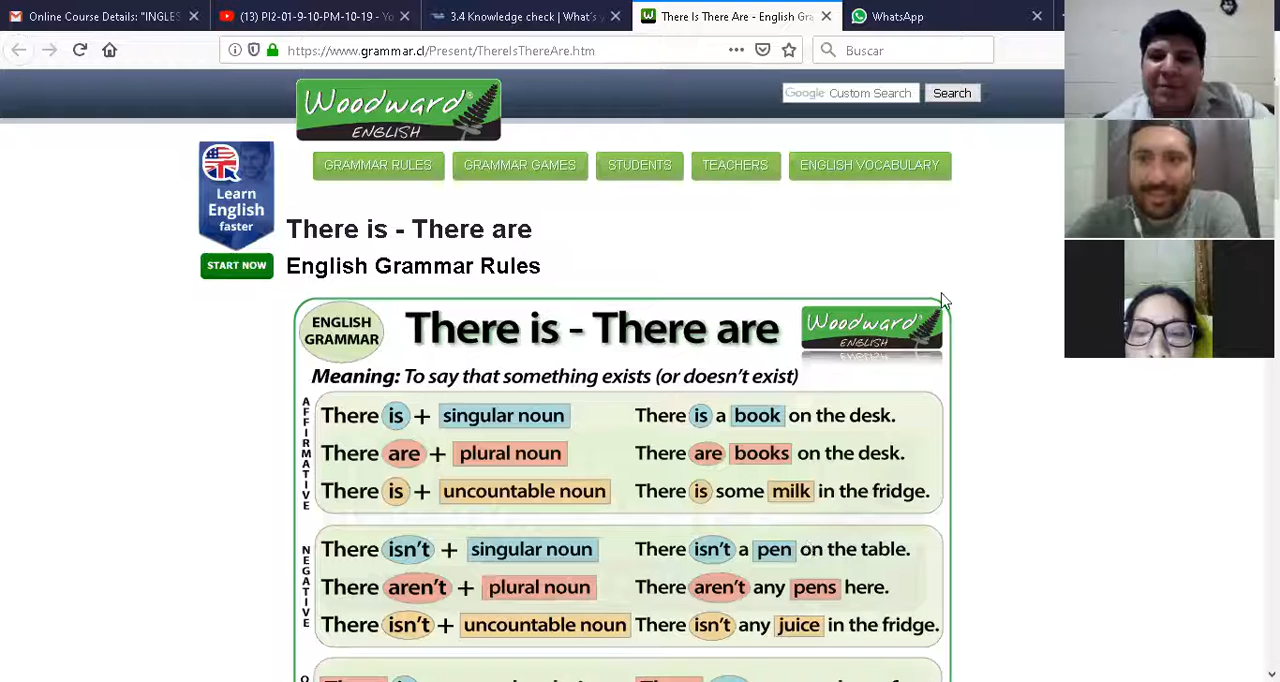 Online Course Details: "INGLES
(13) PI2-01-9-10-PM-10-19 - Yo
3.4 Knowledge check | What's y
There Is There Are - English Gra
WhatsApp
https://www.grammar.cl/Present/ThereIsThereAre.htm
Buscar
Woodward®
ENGLISH
Google Custom Search
Search
Learn
English
faster
START NOW
GRAMMAR RULES
GRAMMAR GAMES
STUDENTS
TEACHERS
ENGLISH VOCABULARY
There is - There are
English Grammar Rules
ENGLISH
GRAMMAR
There is - There are
Woodward®
ENGLISH
Meaning: To say that something exists (or doesn't exist)
AFFIRMATIVE
There is + singular noun There is a book on the desk.
There are + plural noun There are books on the desk.
There is + uncountable noun There is some milk in the fridge.
NEGATIVE
There isn't + singular noun There isn't a pen on the table.
There aren't + plural noun There aren't any pens here.
There isn't + uncountable noun There isn't any juice in the fridge.